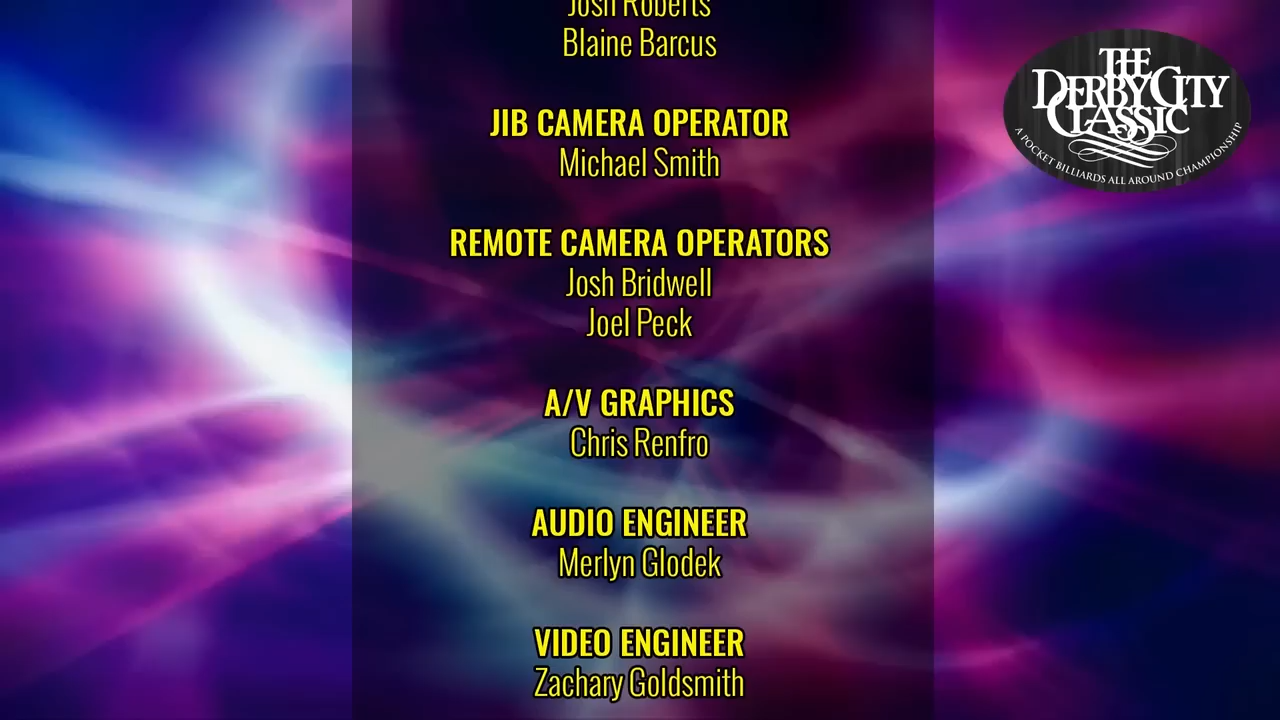 Josh Roberts
Blaine Barcus
JIB CAMERA OPERATOR
Michael Smith
REMOTE CAMERA OPERATORS
Josh Bridwell
Joel Peck
A/V GRAPHICS
Chris Renfro
AUDIO ENGINEER
Merlyn Glodek
VIDEO ENGINEER
Zachary Goldsmith
THE
DERBY CITY
CLASSIC
A POCKET BILLIARDS ALL AROUND CHAMPIONSHIP